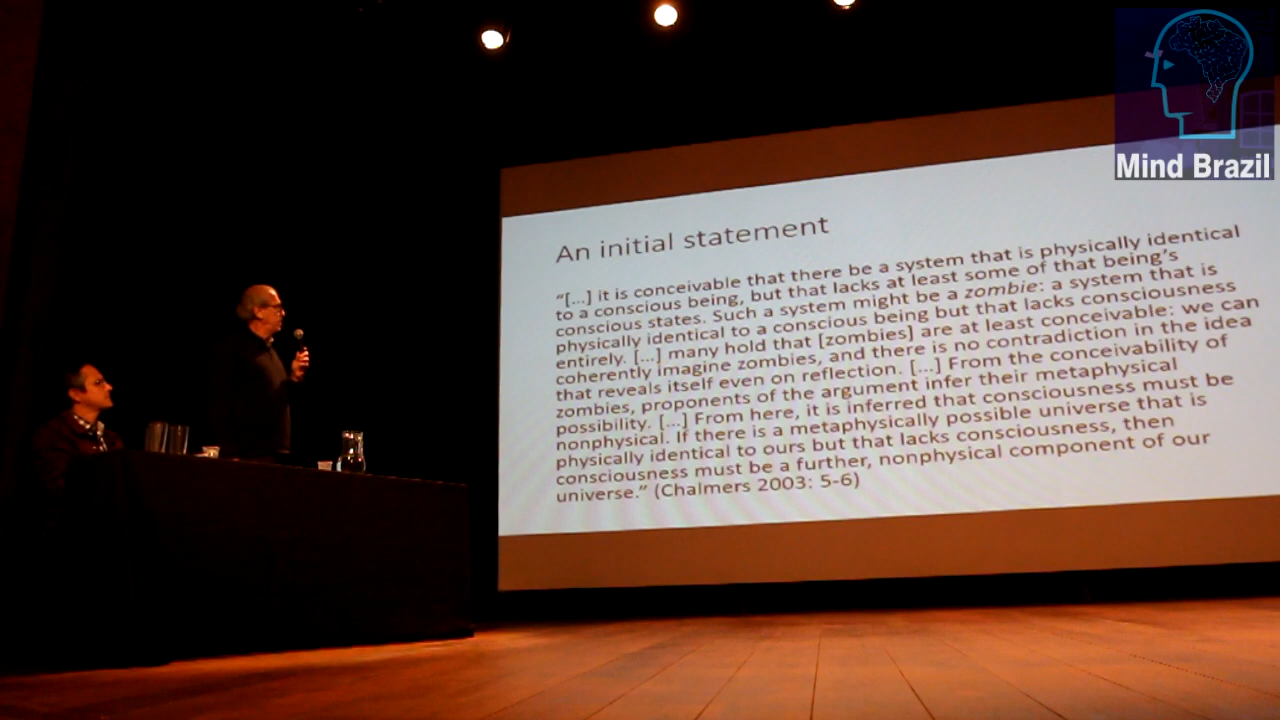 Mind Brazil
An initial statement
“[...] it is conceivable that there be a system that is physically identical
to a conscious being, but that lacks at least some of that being’s
conscious states. Such a system might be a zombie: a system that is
physically identical to a conscious being but that lacks consciousness
entirely. [...] many hold that [zombies] are at least conceivable: we can
coherently imagine zombies, and there is no contradiction in the idea
that reveals itself even on reflection. [...] From the conceivability of
zombies, proponents of the argument infer their metaphysical
possibility. [...] From here, it is inferred that consciousness must be
nonphysical. If there is a metaphysically possible universe that is
physically identical to ours but that lacks consciousness, then
consciousness must be a further, nonphysical component of our
universe.” (Chalmers 2003: 5-6)